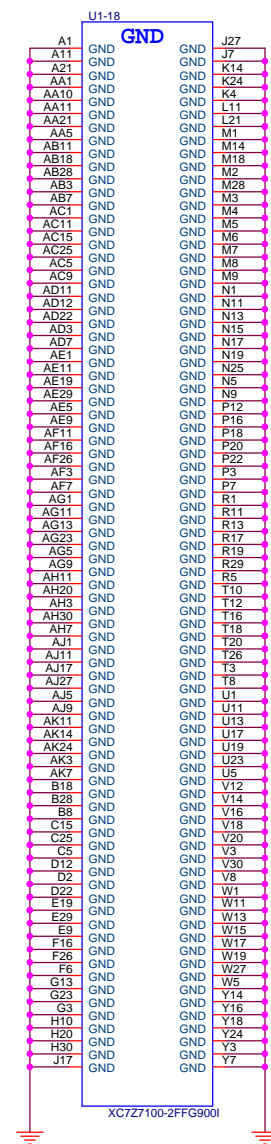 U1-18
GND
A1 GND GND J27
A11 GND GND J7
A21 GND GND K14
AA1 GND GND K24
AA10 GND GND K4
AA11 GND GND L11
AA21 GND GND L21
AA5 GND GND M1
AB11 GND GND M14
AB18 GND GND M18
AB28 GND GND M2
AB3 GND GND M28
AB7 GND GND M3
AC1 GND GND M4
AC11 GND GND M5
AC15 GND GND M6
AC25 GND GND M7
AC5 GND GND M8
AC9 GND GND M9
AD11 GND GND N1
AD12 GND GND N11
AD22 GND GND N13
AD3 GND GND N15
AD7 GND GND N17
AE1 GND GND N19
AE11 GND GND N25
AE19 GND GND N5
AE29 GND GND N9
AE5 GND GND P12
AE9 GND GND P16
AF11 GND GND P18
AF16 GND GND P20
AF26 GND GND P22
AF3 GND GND P3
AF7 GND GND P7
AG1 GND GND R1
AG11 GND GND R11
AG13 GND GND R13
AG23 GND GND R17
AG5 GND GND R19
AG9 GND GND R29
AH11 GND GND R5
AH20 GND GND T10
AH3 GND GND T12
AH30 GND GND T16
AH7 GND GND T18
AJ1 GND GND T20
AJ11 GND GND T26
AJ17 GND GND T3
AJ27 GND GND T8
AJ5 GND GND U1
AJ9 GND GND U11
AK11 GND GND U13
AK14 GND GND U17
AK24 GND GND U19
AK3 GND GND U23
AK7 GND GND U5
B18 GND GND V12
B28 GND GND V14
B8 GND GND V16
C15 GND GND V18
C25 GND GND V20
C5 GND GND V3
D12 GND GND V30
D2 GND GND V8
D22 GND GND W1
E19 GND GND W11
E29 GND GND W13
E9 GND GND W15
F16 GND GND W17
F26 GND GND W19
F6 GND GND W27
G13 GND GND W5
G23 GND GND Y14
G3 GND GND Y16
H10 GND GND Y18
H20 GND GND Y24
H30 GND GND Y3
J17 GND GND Y7
XC7Z7100-2FFG900I